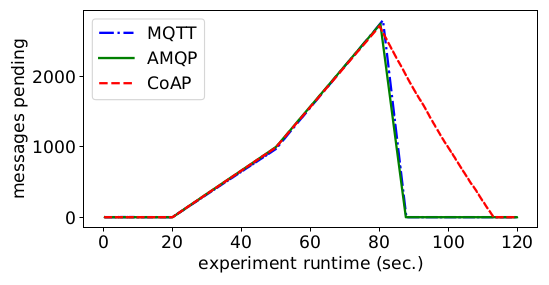 MQTT
AMQP
CoAP
messages pending
2000
1000
0
0 20 40 60 80 100 120
experiment runtime (sec.)